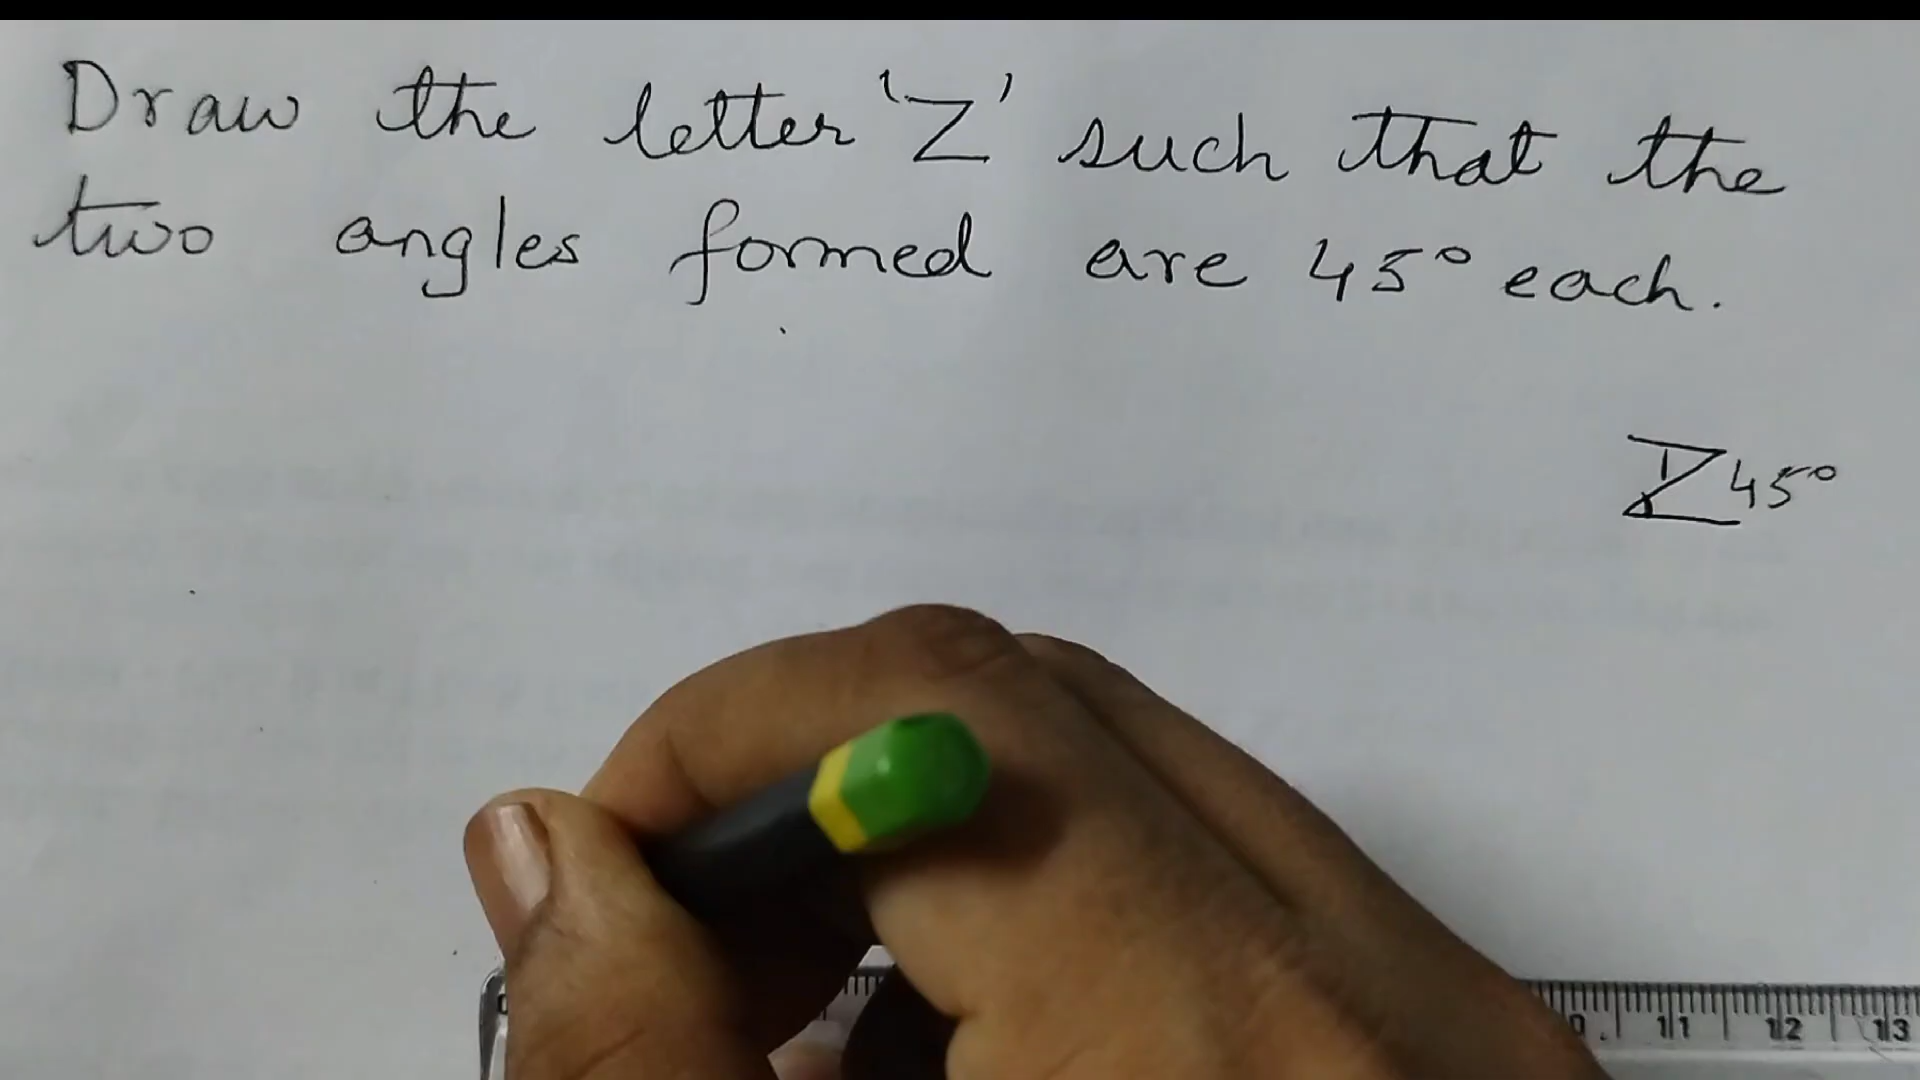 Draw the letter 'Z' such that the
two angles formed are 45° each.
Z 45°
11 12 13